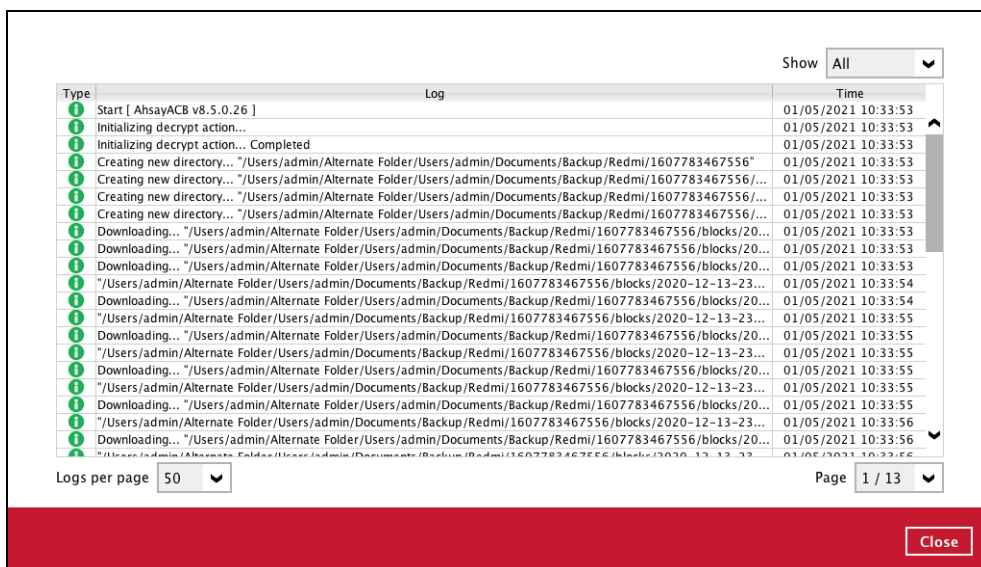 Show All
Type Log Time
Start [ AhsayACB v8.5.0.26 ] 01/05/2021 10:33:53
Initializing decrypt action... 01/05/2021 10:33:53
Initializing decrypt action... Completed 01/05/2021 10:33:53
Creating new directory... "/Users/admin/Alternate Folder/Users/admin/Documents/Backup/Redmi/1607783467556" 01/05/2021 10:33:53
Creating new directory... "/Users/admin/Alternate Folder/Users/admin/Documents/Backup/Redmi/1607783467556/... 01/05/2021 10:33:53
Creating new directory... "/Users/admin/Alternate Folder/Users/admin/Documents/Backup/Redmi/1607783467556/... 01/05/2021 10:33:53
Creating new directory... "/Users/admin/Alternate Folder/Users/admin/Documents/Backup/Redmi/1607783467556/... 01/05/2021 10:33:53
Downloading... "/Users/admin/Alternate Folder/Users/admin/Documents/Backup/Redmi/1607783467556/blocks/20... 01/05/2021 10:33:53
Downloading... "/Users/admin/Alternate Folder/Users/admin/Documents/Backup/Redmi/1607783467556/blocks/20... 01/05/2021 10:33:53
Downloading... "/Users/admin/Alternate Folder/Users/admin/Documents/Backup/Redmi/1607783467556/blocks/20... 01/05/2021 10:33:53
"/Users/admin/Alternate Folder/Users/admin/Documents/Backup/Redmi/1607783467556/blocks/2020-12-13-23... 01/05/2021 10:33:54
Downloading... "/Users/admin/Alternate Folder/Users/admin/Documents/Backup/Redmi/1607783467556/blocks/20... 01/05/2021 10:33:54
"/Users/admin/Alternate Folder/Users/admin/Documents/Backup/Redmi/1607783467556/blocks/2020-12-13-23... 01/05/2021 10:33:55
Downloading... "/Users/admin/Alternate Folder/Users/admin/Documents/Backup/Redmi/1607783467556/blocks/20... 01/05/2021 10:33:55
"/Users/admin/Alternate Folder/Users/admin/Documents/Backup/Redmi/1607783467556/blocks/2020-12-13-23... 01/05/2021 10:33:55
Downloading... "/Users/admin/Alternate Folder/Users/admin/Documents/Backup/Redmi/1607783467556/blocks/20... 01/05/2021 10:33:55
"/Users/admin/Alternate Folder/Users/admin/Documents/Backup/Redmi/1607783467556/blocks/2020-12-13-23... 01/05/2021 10:33:55
Downloading... "/Users/admin/Alternate Folder/Users/admin/Documents/Backup/Redmi/1607783467556/blocks/20... 01/05/2021 10:33:55
"/Users/admin/Alternate Folder/Users/admin/Documents/Backup/Redmi/1607783467556/blocks/2020-12-13-23... 01/05/2021 10:33:56
Downloading... "/Users/admin/Alternate Folder/Users/admin/Documents/Backup/Redmi/1607783467556/blocks/20... 01/05/2021 10:33:56
Logs per page 50 Page 1 / 13
Close